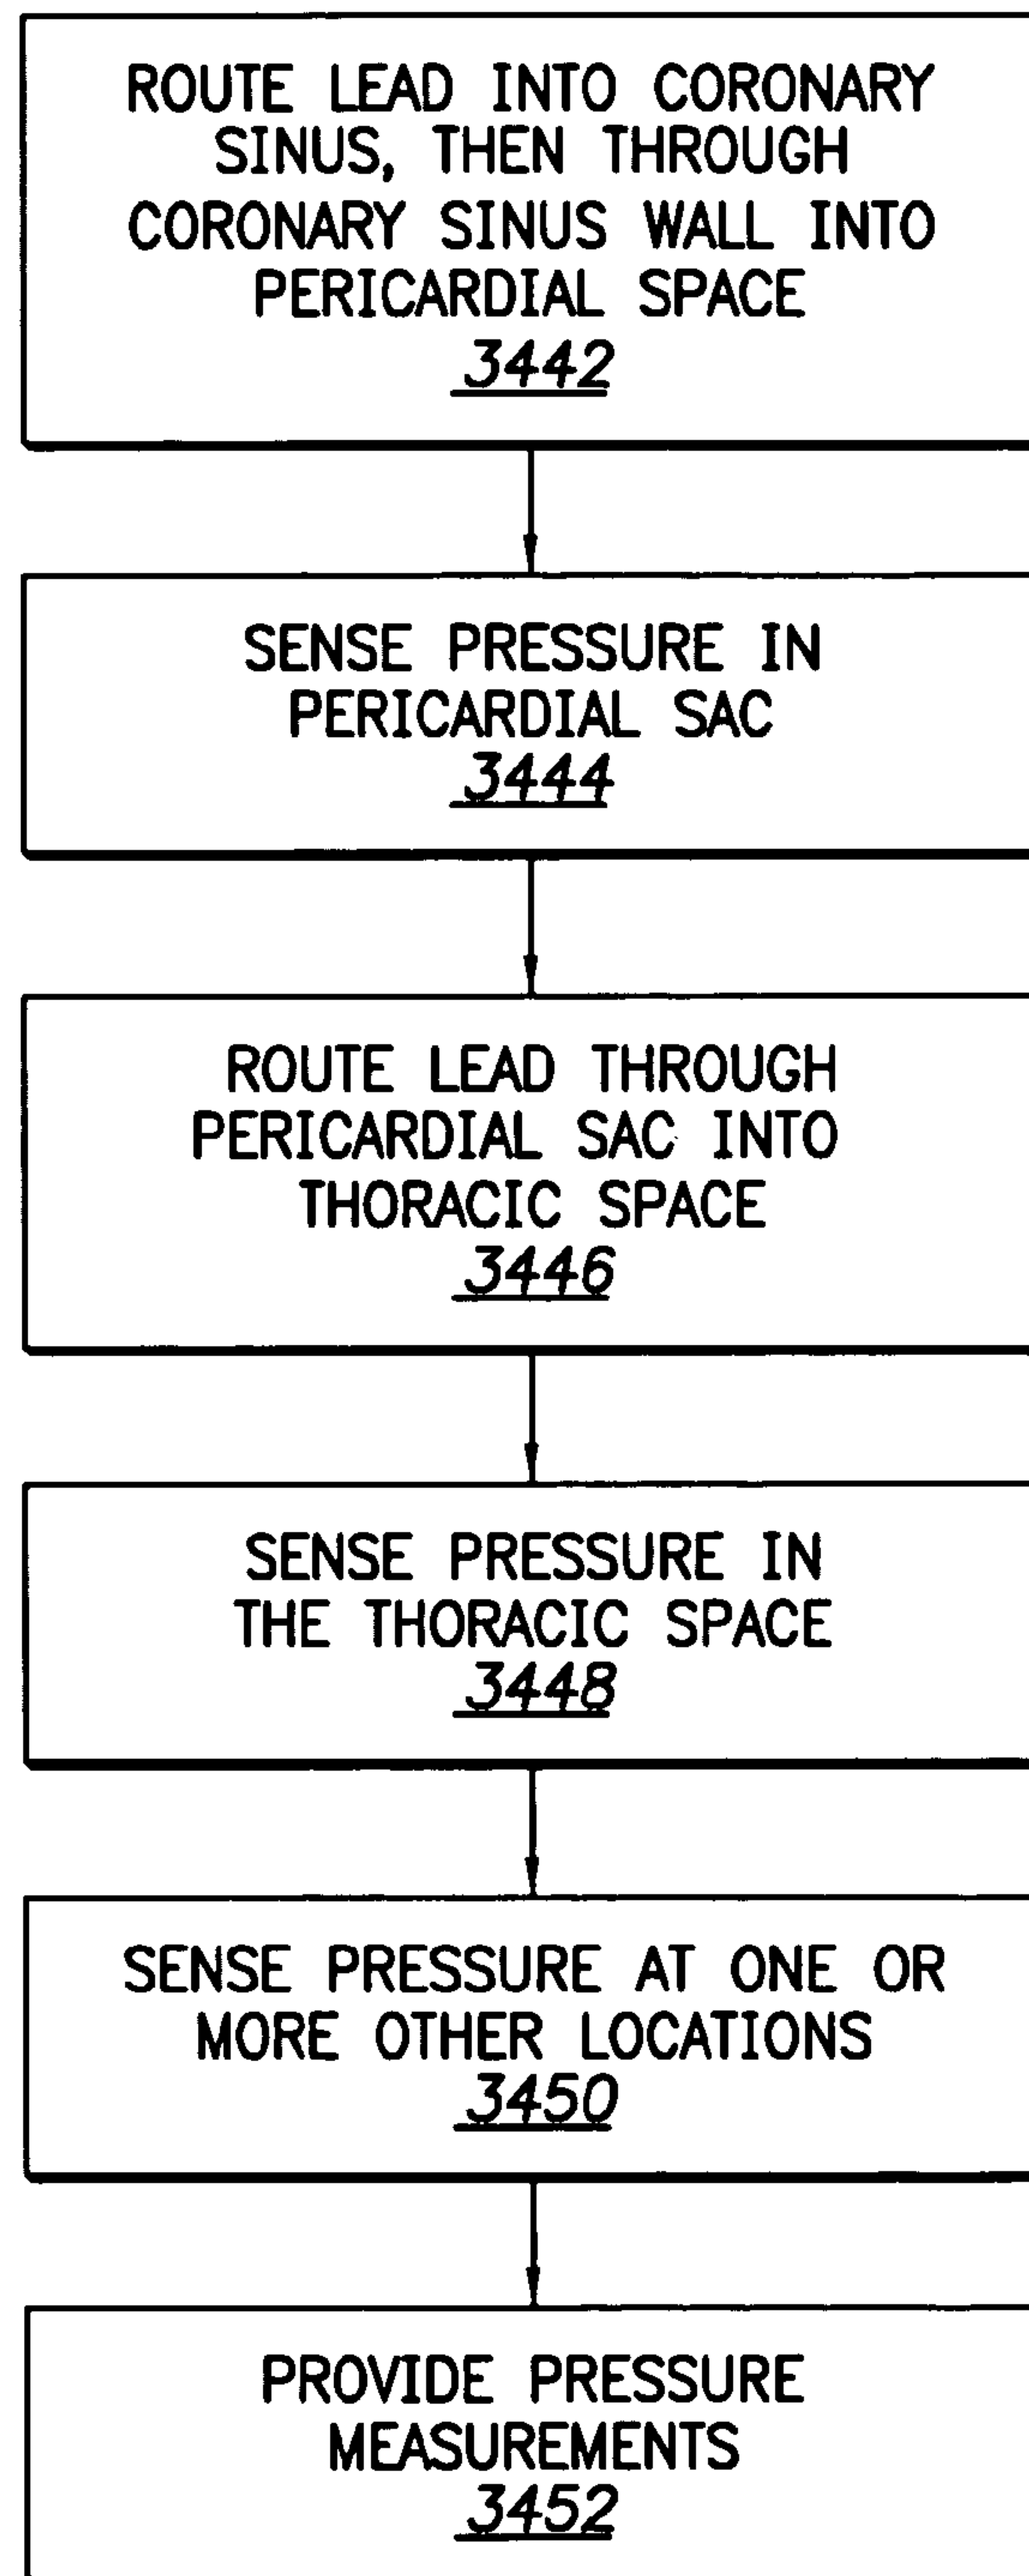 ROUTE LEAD INTO CORONARY
SINUS, THEN THROUGH
CORONARY SINUS WALL INTO
PERICARDIAL SPACE
3442
SENSE PRESSURE IN
PERICARDIAL SAC
3444
ROUTE LEAD THROUGH
PERICARDIAL SAC INTO
THORACIC SPACE
3446
SENSE PRESSURE IN
THE THORACIC SPACE
3448
SENSE PRESSURE AT ONE OR
MORE OTHER LOCATIONS
3450
PROVIDE PRESSURE
MEASUREMENTS
3452